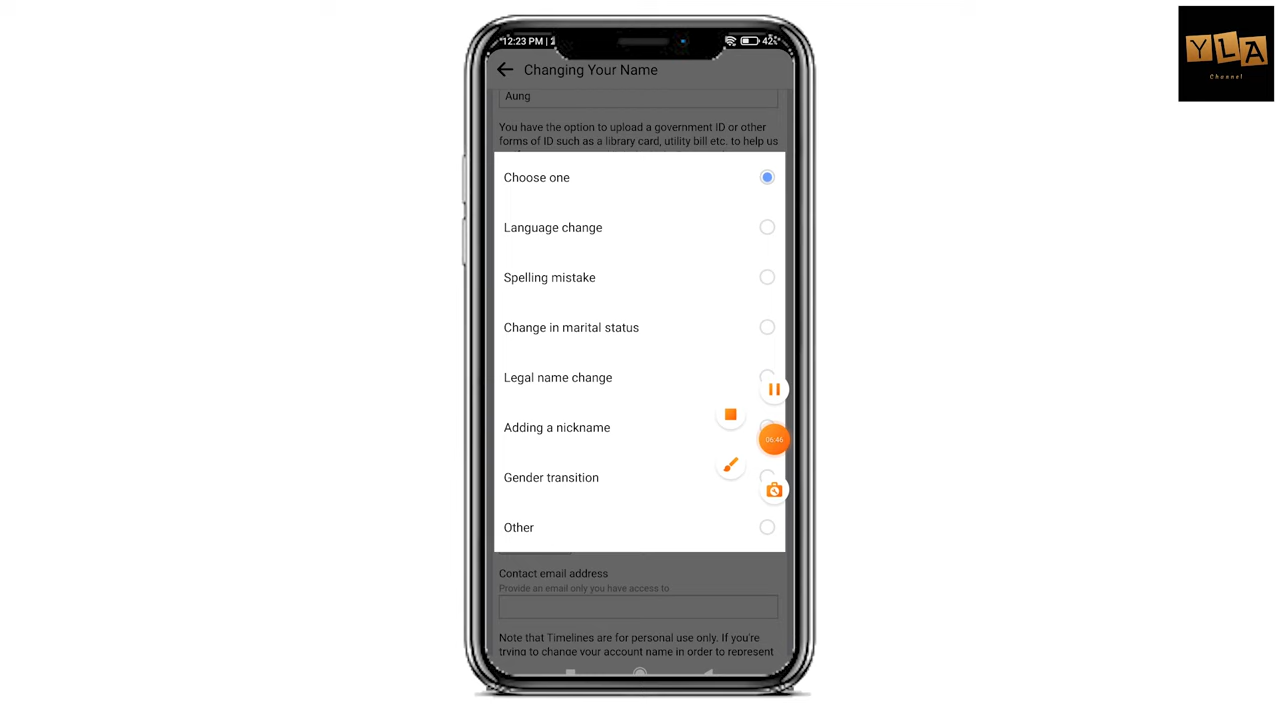 12:23 PM |
42
YLA
Channel
Changing Your Name
Aung
You have the option to upload a government ID or other
forms of ID such as a library card, utility bill etc. to help us
Choose one
Language change
Spelling mistake
Change in marital status
Legal name change
Adding a nickname
06:46
Gender transition
Other
Contact email address
Provide an email only you have access to
Note that Timelines are for personal use only. If you're
trying to change your account name in order to represent